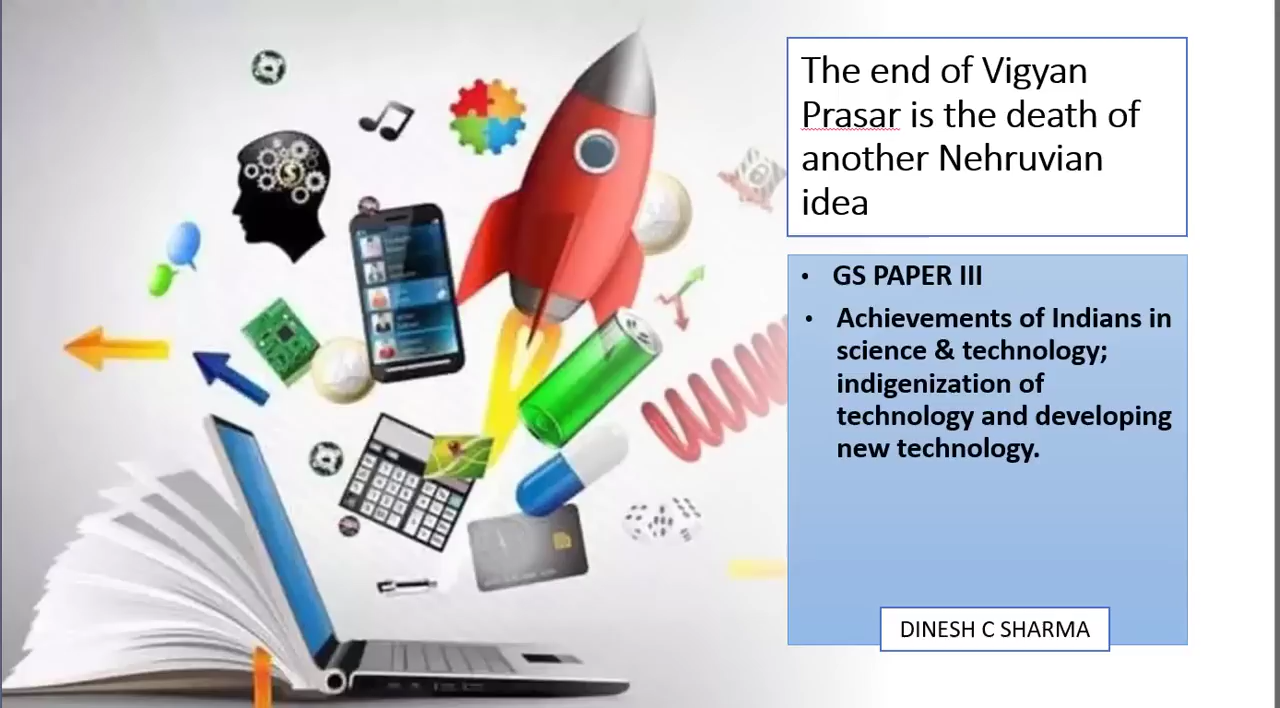 The end of Vigyan
Prasar is the death of
another Nehruvian
idea
• GS PAPER III
• Achievements of Indians in
science & technology;
indigenization of
technology and developing
new technology.
DINESH C SHARMA